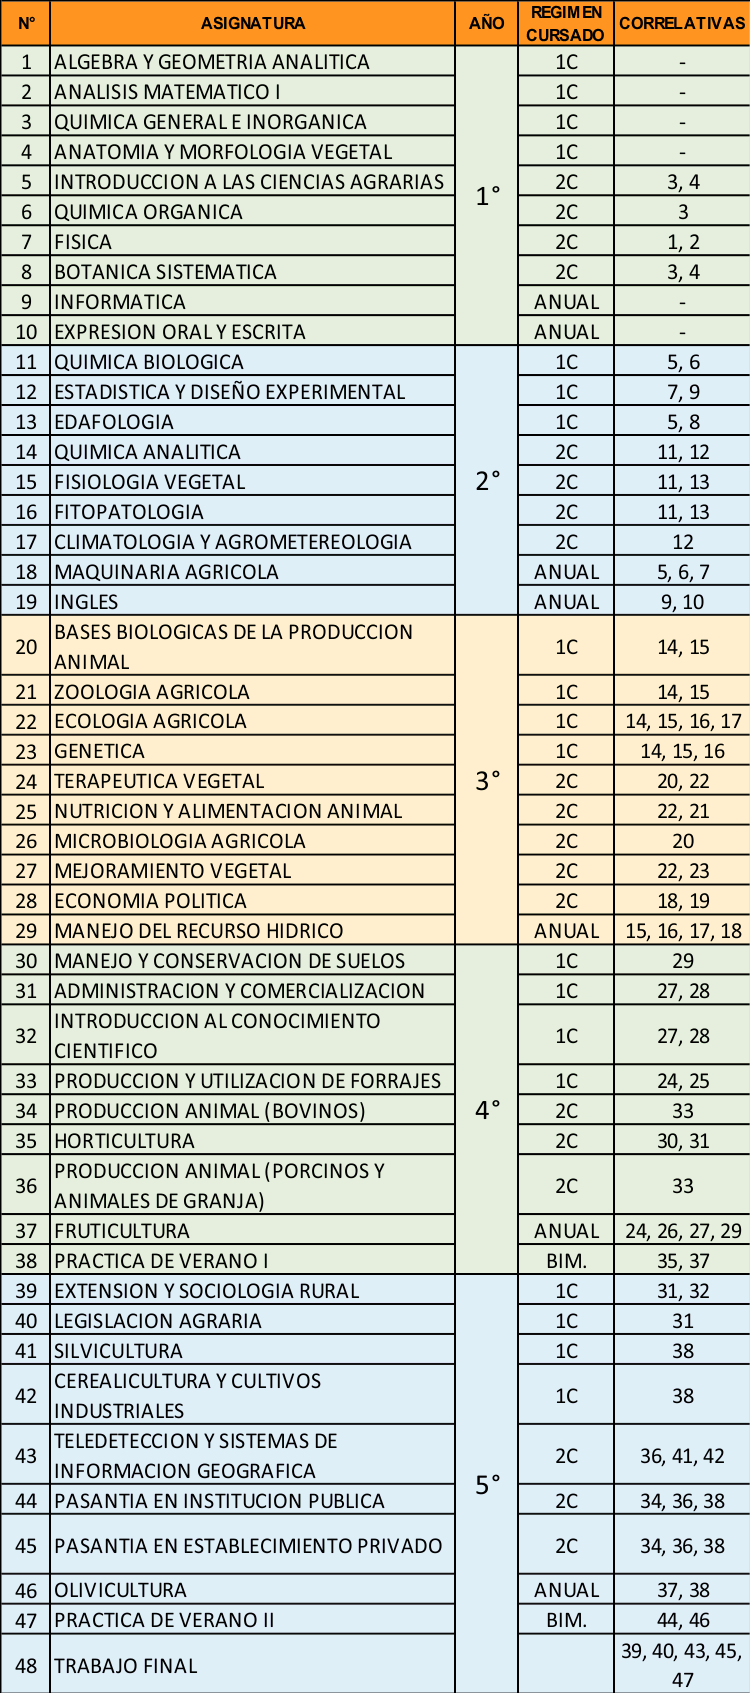 N° ASIGNATURA AÑO REGIMEN CURSADO CORRELATIVAS
1 ALGEBRA Y GEOMETRIA ANALITICA 1C -
2 ANALISIS MATEMATICO I 1C -
3 QUIMICA GENERAL E INORGANICA 1C -
4 ANATOMIA Y MORFOLOGIA VEGETAL 1C -
5 INTRODUCCION A LAS CIENCIAS AGRARIAS 2C 3, 4
1°
6 QUIMICA ORGANICA 2C 3
7 FISICA 2C 1, 2
8 BOTANICA SISTEMATICA 2C 3, 4
9 INFORMATICA ANUAL -
10 EXPRESION ORAL Y ESCRITA ANUAL -
11 QUIMICA BIOLOGICA 1C 5, 6
12 ESTADISTICA Y DISEÑO EXPERIMENTAL 1C 7, 9
13 EDAFOLOGIA 1C 5, 8
14 QUIMICA ANALITICA 2C 11, 12
15 FISIOLOGIA VEGETAL 2° 2C 11, 13
16 FITOPATOLOGIA 2C 11, 13
17 CLIMATOLOGIA Y AGROMETEREOLOGIA 2C 12
18 MAQUINARIA AGRICOLA ANUAL 5, 6, 7
19 INGLES ANUAL 9, 10
20 BASES BIOLOGICAS DE LA PRODUCCION
ANIMAL 1C 14, 15
21 ZOOLOGIA AGRICOLA 1C 14, 15
22 ECOLOGIA AGRICOLA 1C 14, 15, 16, 17
23 GENETICA 1C 14, 15, 16
24 TERAPEUTICA VEGETAL 3° 2C 20, 22
25 NUTRICION Y ALIMENTACION ANIMAL 2C 22, 21
26 MICROBIOLOGIA AGRICOLA 2C 20
27 MEJORAMIENTO VEGETAL 2C 22, 23
28 ECONOMIA POLITICA 2C 18, 19
29 MANEJO DEL RECURSO HIDRICO ANUAL 15, 16, 17, 18
30 MANEJO Y CONSERVACION DE SUELOS 1C 29
31 ADMINISTRACION Y COMERCIALIZACION 1C 27, 28
32 INTRODUCCION AL CONOCIMIENTO
CIENTIFICO 1C 27, 28
33 PRODUCCION Y UTILIZACION DE FORRAJES 1C 24, 25
34 PRODUCCION ANIMAL (BOVINOS) 4° 2C 33
35 HORTICULTURA 2C 30, 31
36 PRODUCCION ANIMAL (PORCINOS Y
ANIMALES DE GRANJA) 2C 33
37 FRUTICULTURA ANUAL 24, 26, 27, 29
38 PRACTICA DE VERANO I BIM. 35, 37
39 EXTENSION Y SOCIOLOGIA RURAL 1C 31, 32
40 LEGISLACION AGRARIA 1C 31
41 SILVICULTURA 1C 38
42 CEREALICULTURA Y CULTIVOS
INDUSTRIALES 1C 38
43 TELEDETECCION Y SISTEMAS DE
INFORMACION GEOGRAFICA 2C 36, 41, 42
5°
44 PASANTIA EN INSTITUCION PUBLICA 2C 34, 36, 38
45 PASANTIA EN ESTABLECIMIENTO PRIVADO 2C 34, 36, 38
46 OLIVICULTURA ANUAL 37, 38
47 PRACTICA DE VERANO II BIM. 44, 46
48 TRABAJO FINAL 39, 40, 43, 45,
47